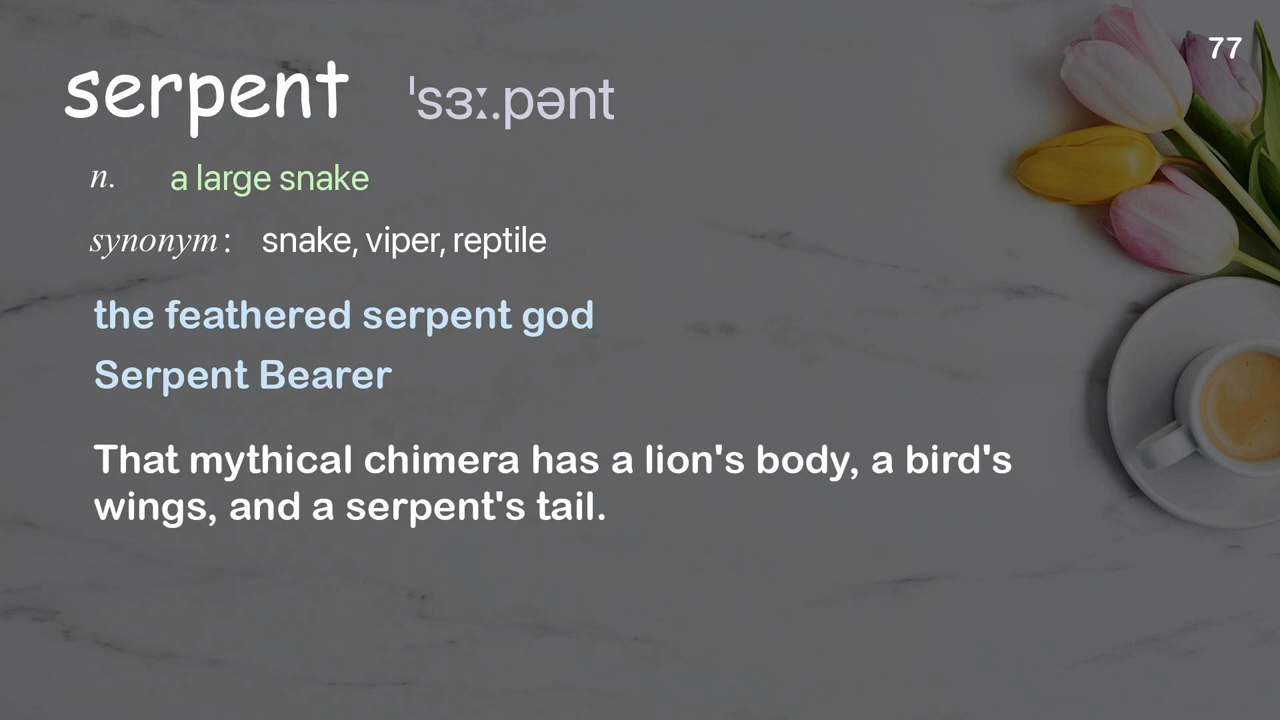 77
serpent ˈsɜː.pənt
n. a large snake
synonym: snake, viper, reptile
the feathered serpent god
Serpent Bearer
That mythical chimera has a lion's body, a bird's
wings, and a serpent's tail.